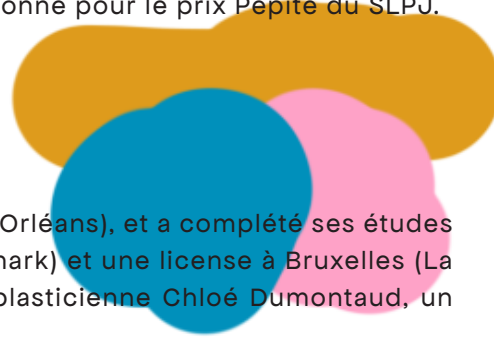 onné pour le prix Pépite du SLPJ.
Orléans), et a complété ses études
nark) et une license à Bruxelles (La
plasticienne Chloé Dumontaud, un